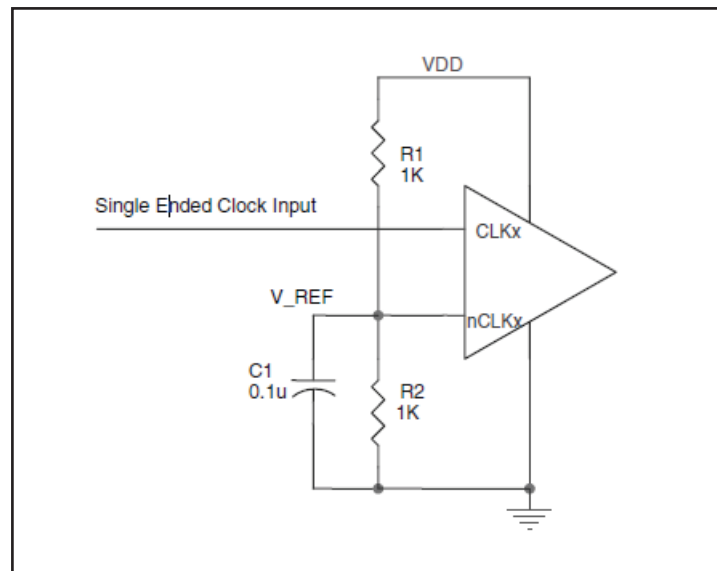 VDD
R1
1K
Single Ended Clock Input
CLKx
V_REF
nCLKx
C1
0.1u
R2
1K